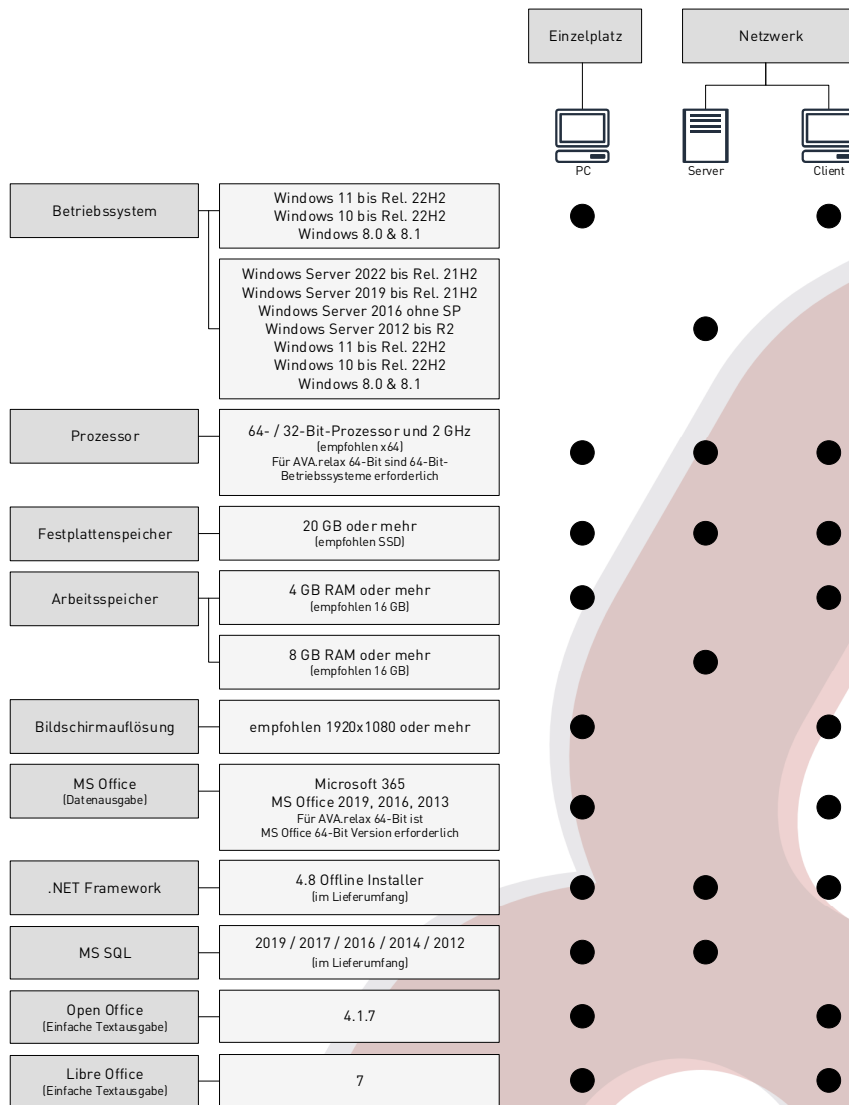 Einzelplatz
Netzwerk
PC
Server
Client
Betriebssystem
Windows 11 bis Rel. 22H2
Windows 10 bis Rel. 22H2
Windows 8.0 & 8.1
Windows Server 2022 bis Rel. 21H2
Windows Server 2019 bis Rel. 21H2
Windows Server 2016 ohne SP
Windows Server 2012 bis R2
Windows 11 bis Rel. 22H2
Windows 10 bis Rel. 22H2
Windows 8.0 & 8.1
Prozessor
64- / 32-Bit-Prozessor und 2 GHz
(empfohlen x64)
Für AVA.relax 64-Bit sind 64-Bit-
Betriebssysteme erforderlich
Festplattenspeicher
20 GB oder mehr
(empfohlen SSD)
Arbeitsspeicher
4 GB RAM oder mehr
(empfohlen 16 GB)
8 GB RAM oder mehr
(empfohlen 16 GB)
Bildschirmauflösung
empfohlen 1920x1080 oder mehr
MS Office
(Datenausgabe)
Microsoft 365
MS Office 2019, 2016, 2013
Für AVA.relax 64-Bit ist
MS Office 64-Bit Version erforderlich
.NET Framework
4.8 Offline Installer
(im Lieferumfang)
MS SQL
2019 / 2017 / 2016 / 2014 / 2012
(im Lieferumfang)
Open Office
(Einfache Textausgabe)
4.1.7
Libre Office
(Einfache Textausgabe)
7